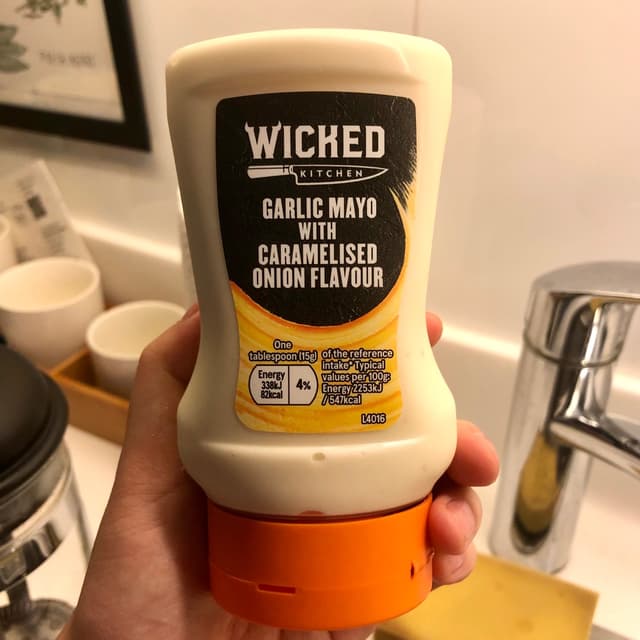 WICKED
KITCHEN
GARLIC MAYO
WITH
CARAMELISED
ONION FLAVOUR
One
tablespoon (15g)
Energy
338kJ
82kcal
4%
of the reference
intake* Typical
values per 100g:
Energy 2253kJ
/ 547kcal
L4016